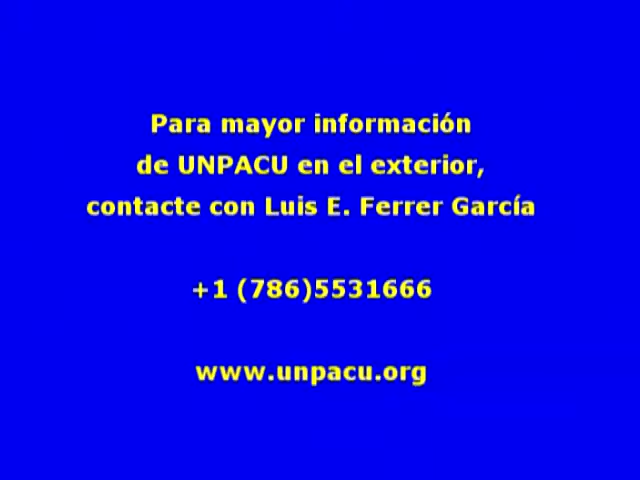 Para mayor información
de UNPACU en el exterior,
contacte con Luis E. Ferrer García
+1 (786)5531666
www.unpacu.org